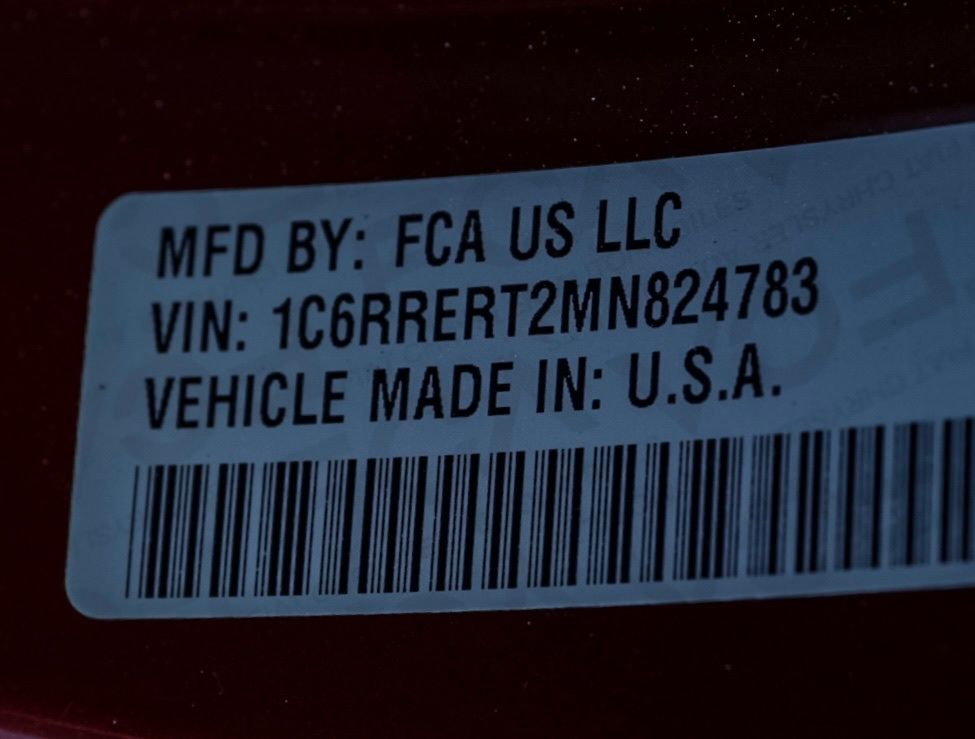 MFD BY: FCA US LLC
VIN: 1C6RRERT2MN824783
VEHICLE MADE IN: U.S.A.